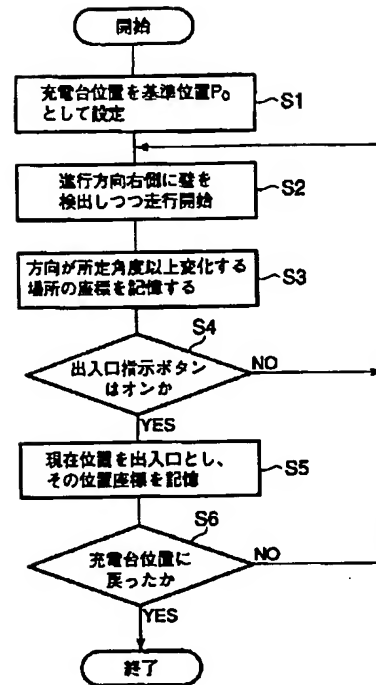 開始
充電台位置を基準位置P0
として設定
S1
進行方向右側に壁を
検出しつつ走行開始
S2
方向が所定角度以上変化する
場所の座標を記憶する
S3
S4
出入口指示ボタン
はオンか
NO
YES
現在位置を出入口とし、
その位置座標を記憶
S5
S6
充電台位置に
戻ったか
NO
YES
終了